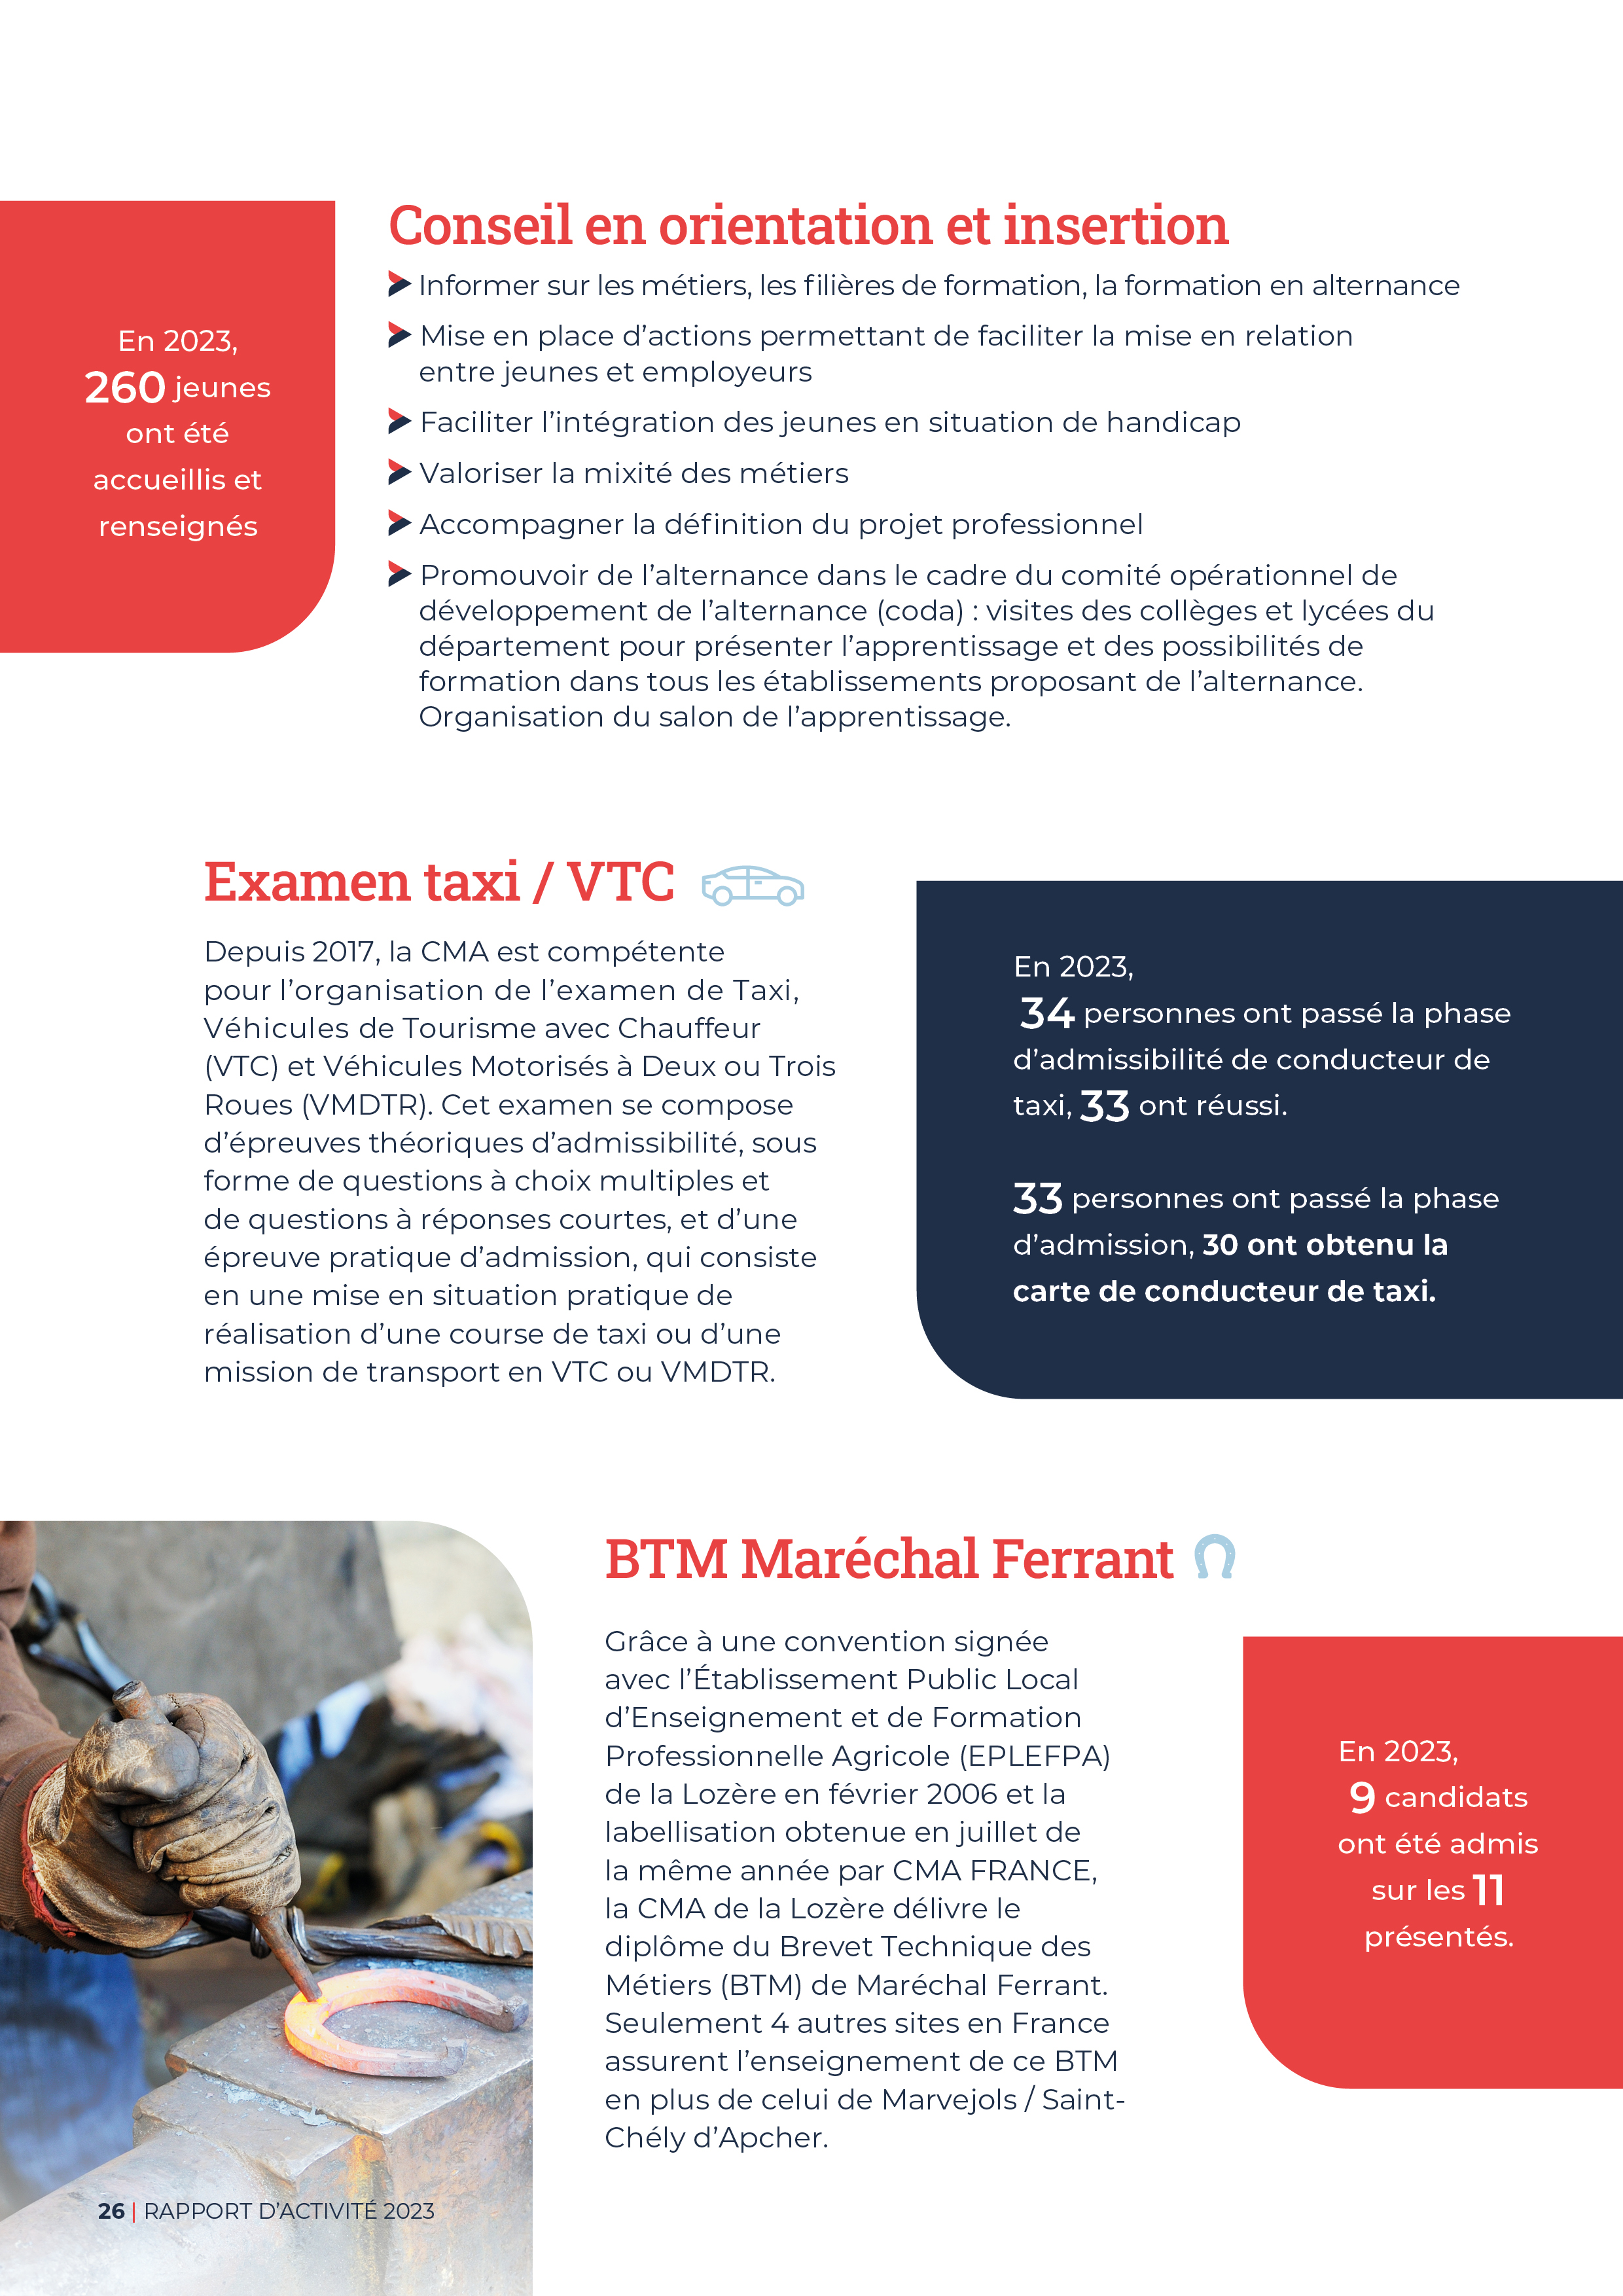 Conseil en orientation et insertion
En 2023,
260 jeunes
ont été
accueillis et
renseignés
Informer sur les métiers, les filières de formation, la formation en alternance
Mise en place d’actions permettant de faciliter la mise en relation
entre jeunes et employeurs
Faciliter l’intégration des jeunes en situation de handicap
Valoriser la mixité des métiers
Accompagner la définition du projet professionnel
Promouvoir de l’alternance dans le cadre du comité opérationnel de
développement de l’alternance (coda) : visites des collèges et lycées du
département pour présenter l’apprentissage et des possibilités de
formation dans tous les établissements proposant de l’alternance.
Organisation du salon de l’apprentissage.
Examen taxi / VTC
Depuis 2017, la CMA est compétente
pour l’organisation de l’examen de Taxi,
Véhicules de Tourisme avec Chauffeur
(VTC) et Véhicules Motorisés à Deux ou Trois
Roues (VMDTR). Cet examen se compose
d’épreuves théoriques d’admissibilité, sous
forme de questions à choix multiples et
de questions à réponses courtes, et d’une
épreuve pratique d’admission, qui consiste
en une mise en situation pratique de
réalisation d’une course de taxi ou d’une
mission de transport en VTC ou VMDTR.
En 2023,
34 personnes ont passé la phase
d’admissibilité de conducteur de
taxi, 33 ont réussi.
33 personnes ont passé la phase
d’admission, 30 ont obtenu la
carte de conducteur de taxi.
BTM Maréchal Ferrant
Grâce à une convention signée
avec l’Établissement Public Local
d’Enseignement et de Formation
Professionnelle Agricole (EPLEFPA)
de la Lozère en février 2006 et la
labellisation obtenue en juillet de
la même année par CMA FRANCE,
la CMA de la Lozère délivre le
diplôme du Brevet Technique des
Métiers (BTM) de Maréchal Ferrant.
Seulement 4 autres sites en France
assurent l’enseignement de ce BTM
en plus de celui de Marvejols / Saint-
Chély d’Apcher.
En 2023,
9 candidats
ont été admis
sur les 11
présentés.
26 | RAPPORT D’ACTIVITÉ 2023